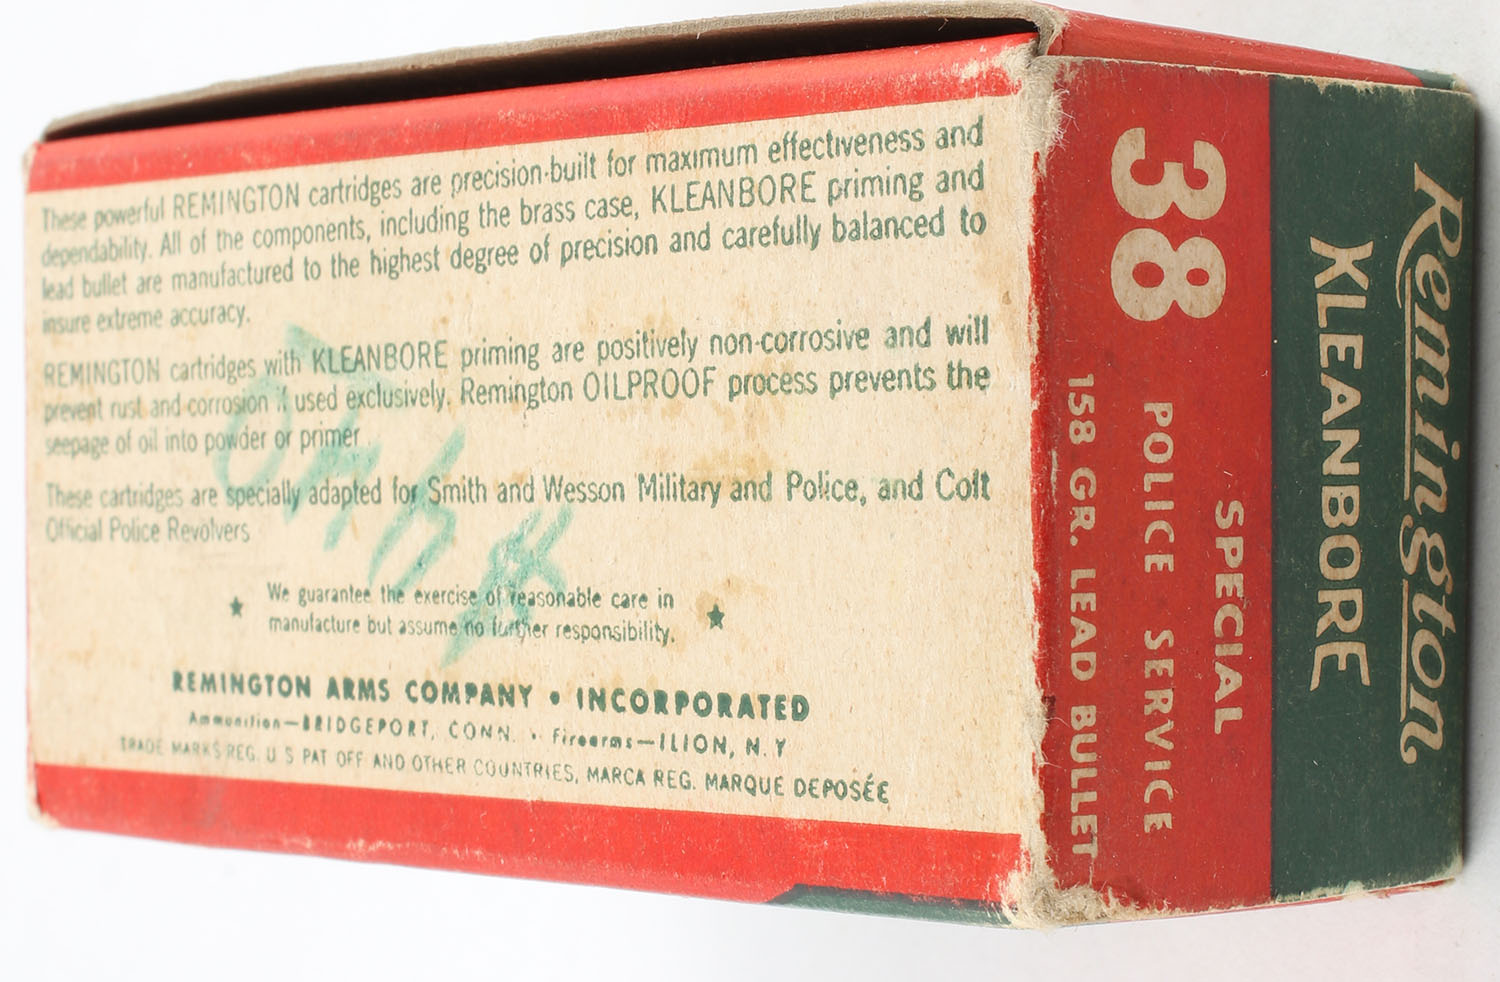 These powerful REMINGTON cartridges are precision-built for maximum effectiveness and
dependability. All of the components, including the brass case, KLEANBORE priming and
lead bullet are manufactured to the highest degree of precision and carefully balanced to
insure extreme accuracy.
REMINGTON cartridges with KLEANBORE priming are positively non-corrosive and will
prevent rust and corrosion if used exclusively. Remington OILPROOF process prevents the
seepage of oil into powder or primer
These cartridges are specially adapted for Smith and Wesson Military and Police, and Colt
Official Police Revolvers
We guarantee the exercise of reasonable care in
manufacture but assume no further responsibility.
REMINGTON ARMS COMPANY • INCORPORATED
Ammunition—BRIDGEPORT, CONN. • Firearms—ILION, N.Y
TRADE MARKS REG. U S PAT OFF AND OTHER COUNTRIES, MARCA REG. MARQUE DEPOSÉE
Remington
KLEANBORE
38 SPECIAL
POLICE SERVICE
158 GR. LEAD BULLET